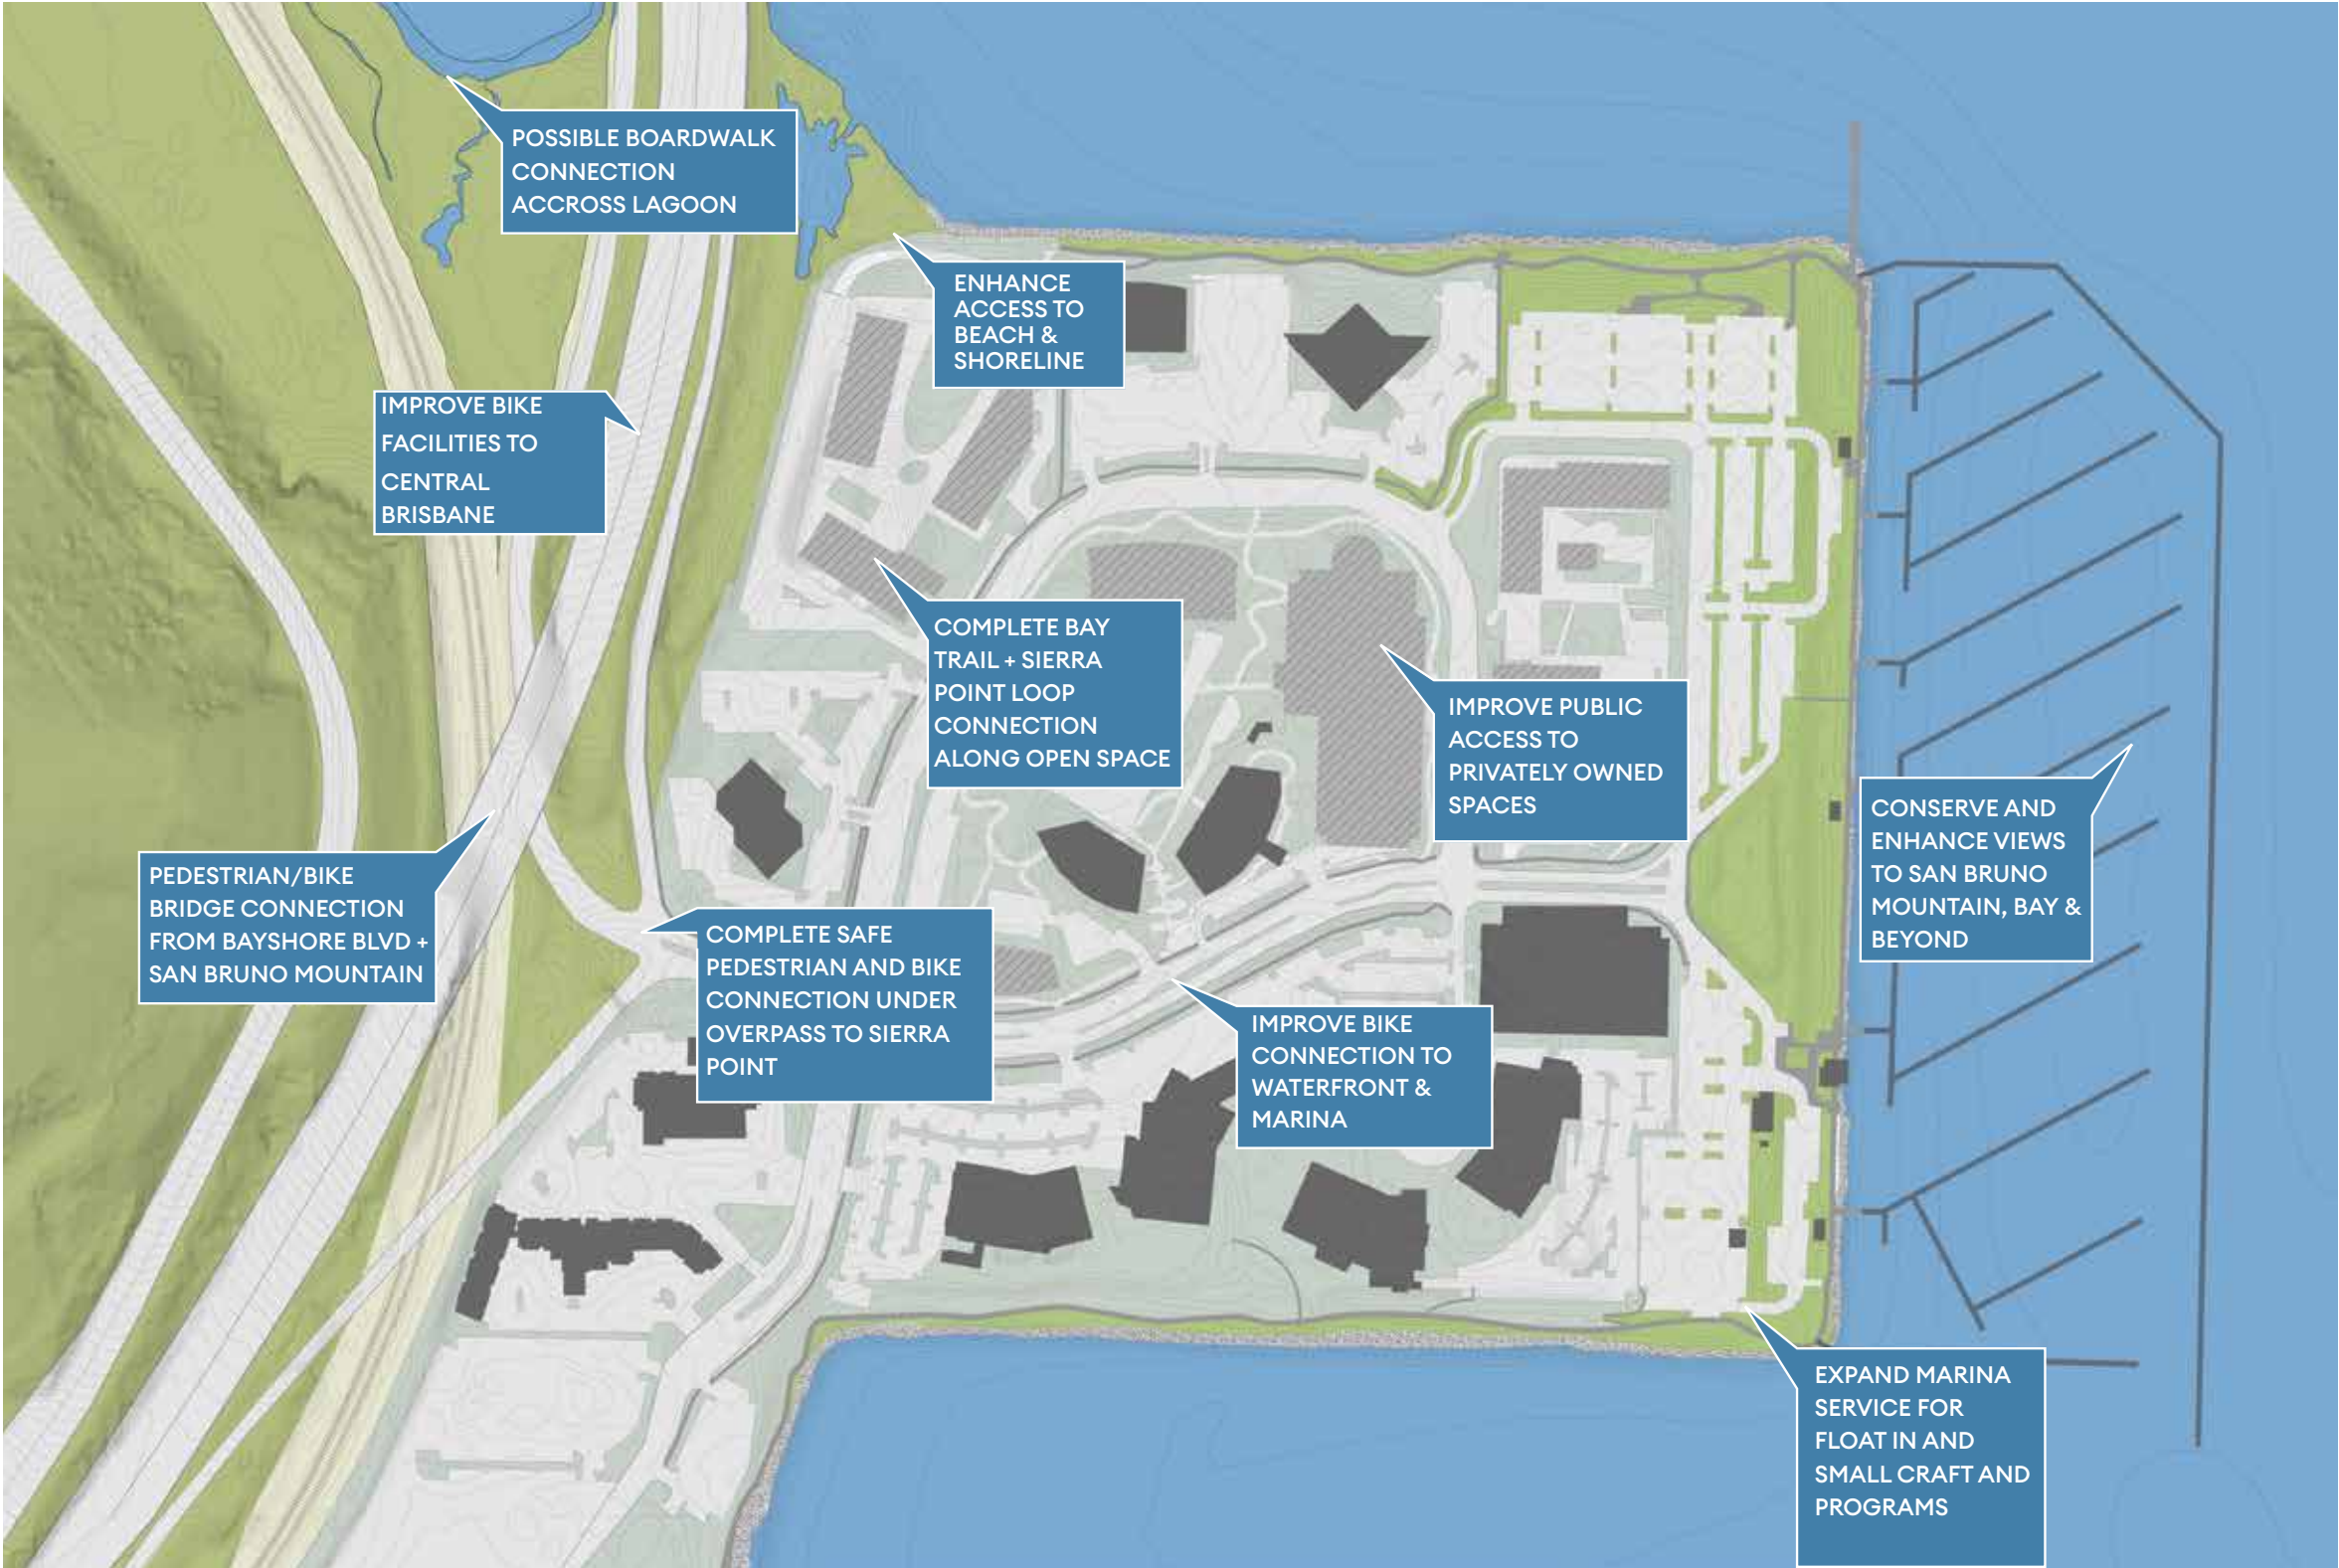 POSSIBLE BOARDWALK
CONNECTION
ACCROSS LAGOON
ENHANCE
ACCESS TO
BEACH &
SHORELINE
IMPROVE BIKE
FACILITIES TO
CENTRAL
BRISBANE
COMPLETE BAY
TRAIL + SIERRA
POINT LOOP
CONNECTION
ALONG OPEN SPACE
IMPROVE PUBLIC
ACCESS TO
PRIVATELY OWNED
SPACES
CONSERVE AND
ENHANCE VIEWS
TO SAN BRUNO
MOUNTAIN, BAY &
BEYOND
PEDESTRIAN/BIKE
BRIDGE CONNECTION
FROM BAYSHORE BLVD +
SAN BRUNO MOUNTAIN
COMPLETE SAFE
PEDESTRIAN AND BIKE
CONNECTION UNDER
OVERPASS TO SIERRA
POINT
IMPROVE BIKE
CONNECTION TO
WATERFRONT &
MARINA
EXPAND MARINA
SERVICE FOR
FLOAT IN AND
SMALL CRAFT AND
PROGRAMS